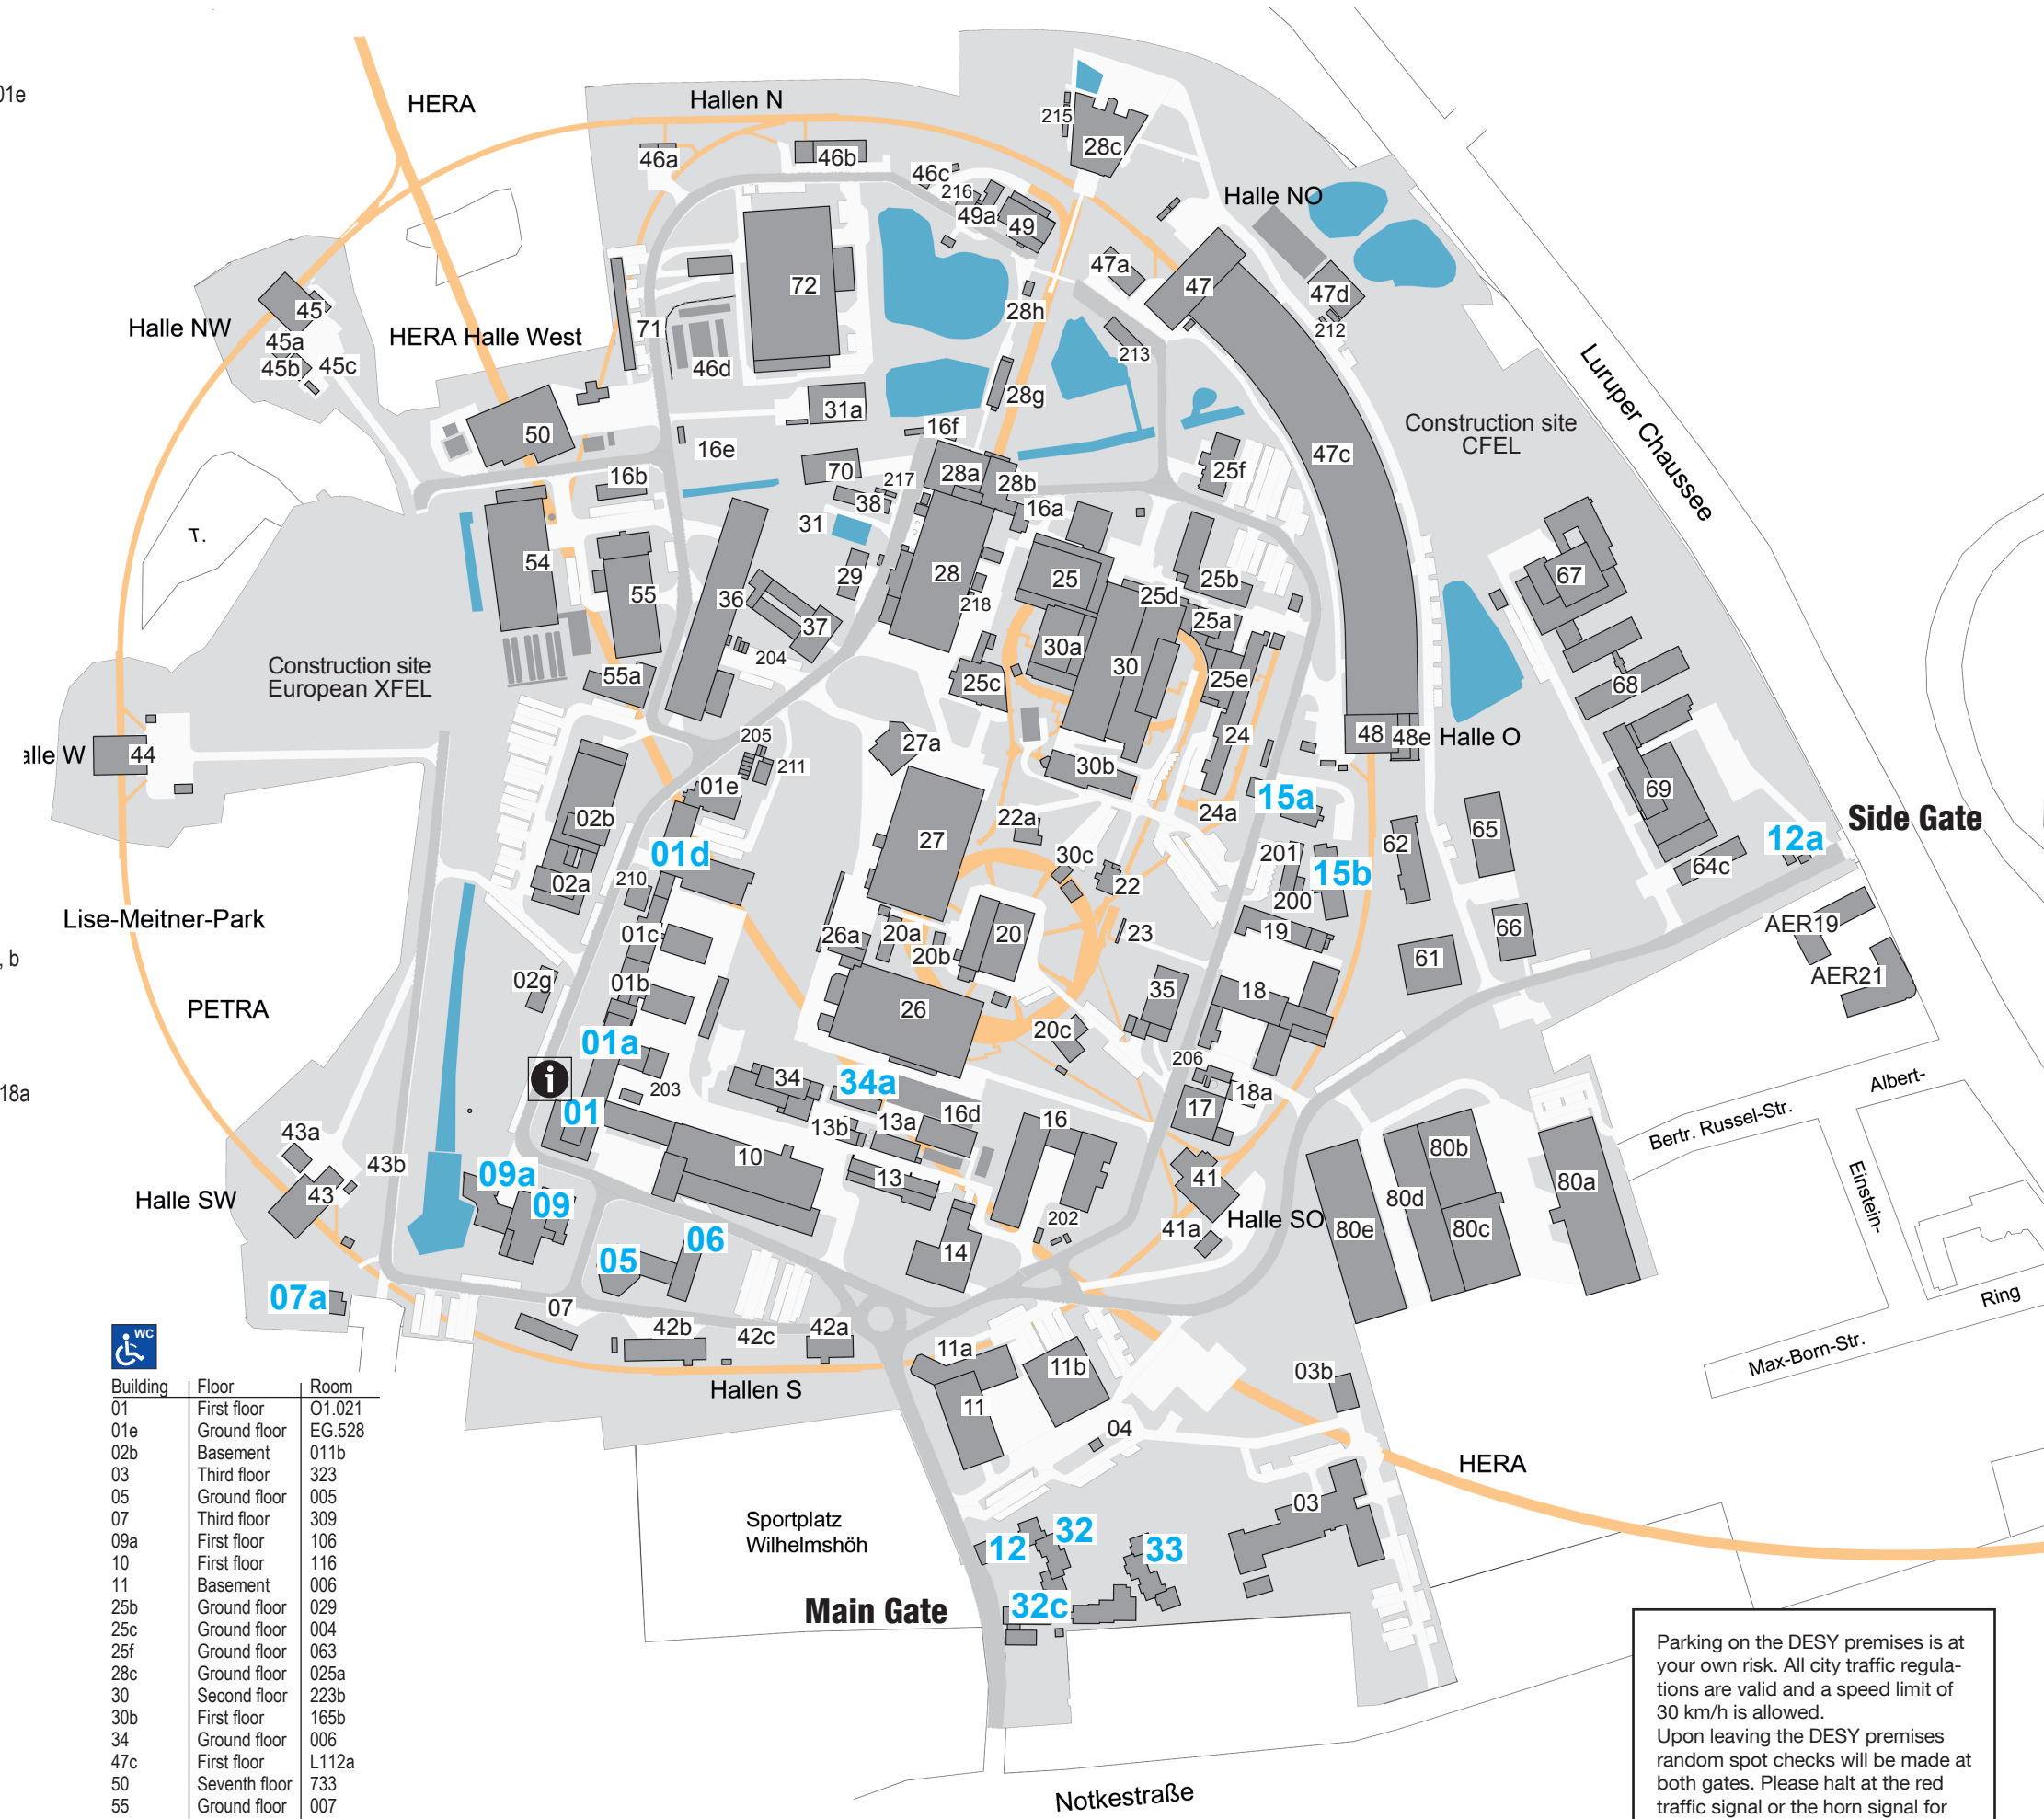 01e
HERA
Hallen N
215
28c
46a
46b
46c
216
49a
49
Halle NO
47a
47
47d
212
Halle NW
45
45a
45b
45c
HERA Halle West
71
72
46d
28h
213
28g
31a
16f
16e
50
16b
70
217
28a
28b
38
16a
31
25f
47c
Construction site
CFEL
Luruper Chaussee
T.
54
55
36
29
28
218
25
25d
25b
25a
67
37
204
30a
30
25e
68
Construction site
European XFEL
55a
25c
24
alle W
44
205
211
27a
48
48e
Halle O
01e
30b
69
15a
24a
02b
22a
27
62
65
Side Gate
12a
01d
30c
201
15b
64c
210
02a
22
200
Lise-Meitner-Park
01c
26a
20a
20b
20
23
19
66
AER19
61
AER21
, b
02g
01b
35
18
PETRA
26
20c
01a
206
203
34
34a
18a
18a
17
01
16d
16
13b
13a
Albert-
Bertr. Russel-Str.
43a
43b
10
80b
Einstein-
Halle SW
43
09a
09
13
41
80d
80a
202
41a
Halle SO
80e
80c
05
06
14
07a
07
Ring
42b
42c
42a
11a
11b
Max-Born-Str.
WC
Hallen S
11
03b
04
HERA
Building Floor Room
01 First floor O1.021
01e Ground floor EG.528
02b Basement 011b
03 Third floor 323
05 Ground floor 005
07 Third floor 309
09a First floor 106
10 First floor 116
11 Basement 006
25b Ground floor 029
25c Ground floor 004
25f Ground floor 063
28c Ground floor 025a
30 Second floor 223b
30b First floor 165b
34 Ground floor 006
47c First floor L112a
50 Seventh floor 733
55 Ground floor 007
Sportplatz
Wilhelmshöh
03
12
32
33
32c
Main Gate
Notkestraße
Parking on the DESY premises is at
your own risk. All city traffic regula-
tions are valid and a speed limit of
30 km/h is allowed.
Upon leaving the DESY premises
random spot checks will be made at
both gates. Please halt at the red
traffic signal or the horn signal for